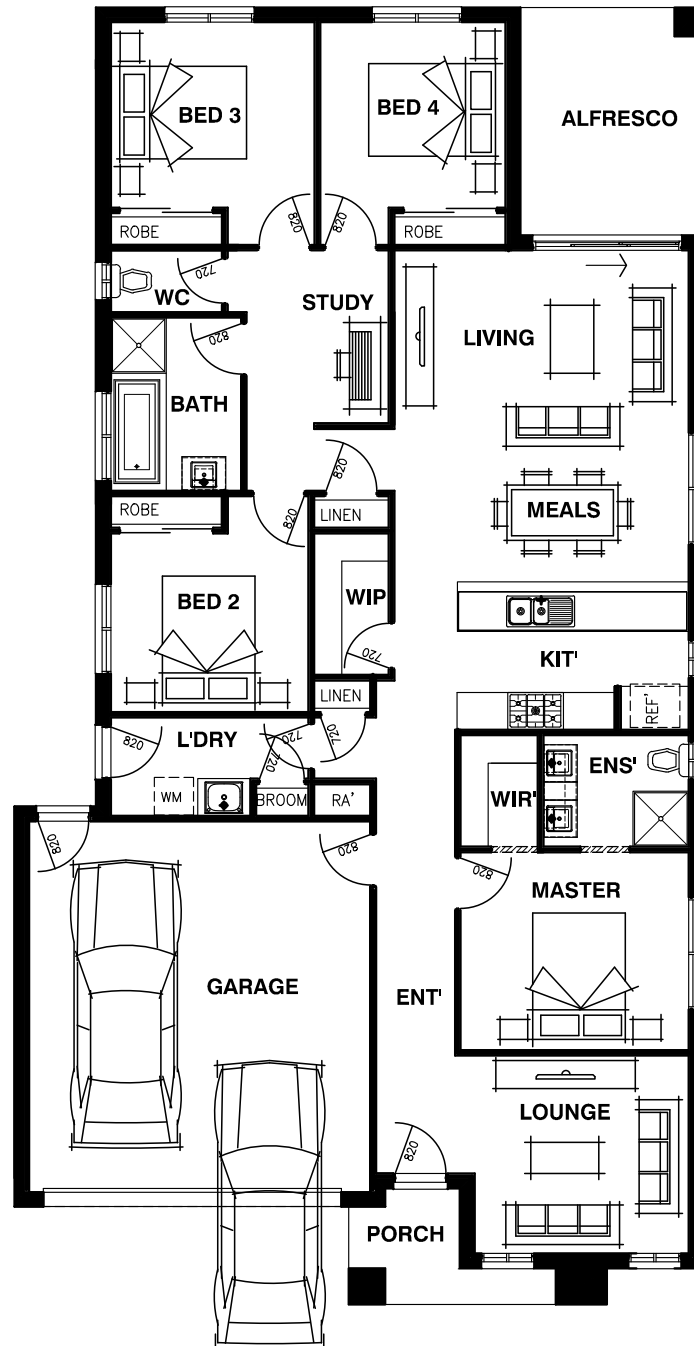 BED 3
BED 4
ALFRESCO
820
820
ROBE
ROBE
720
WC
STUDY
LIVING
820
BATH
820
ROBE
820
LINEN
MEALS
BED 2
WIP
720
KIT'
LINEN
REF'
820
L'DRY
720
720
720
ENS'
WM
BROOM
RA'
WIR'
820
820
820
MASTER
GARAGE
ENT'
LOUNGE
820
PORCH